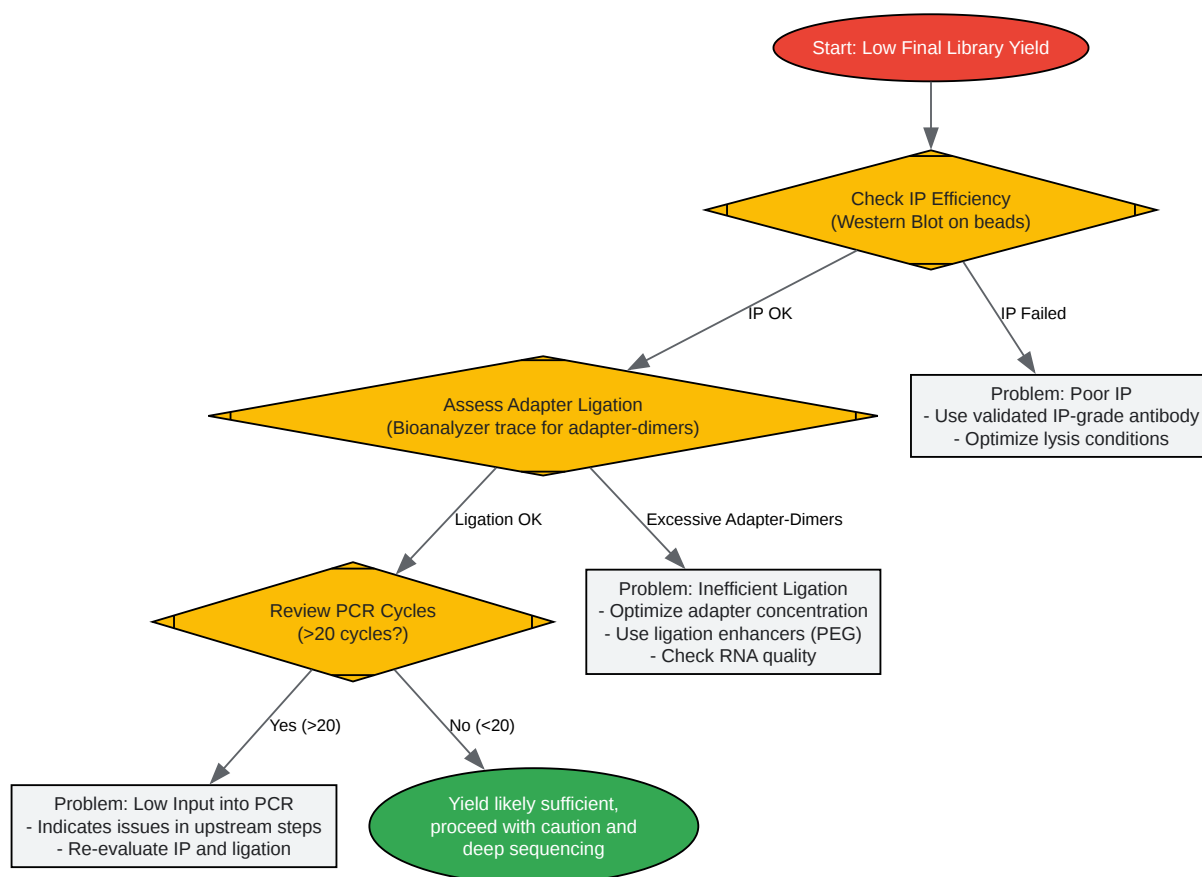 Start: Low Final Library Yield
Check IP Efficiency
(Western Blot on beads)
IP OK
IP Failed
Assess Adapter Ligation
(Bioanalyzer trace for adapter-dimers)
Problem: Poor IP
- Use validated IP-grade antibody
- Optimize lysis conditions
Ligation OK
Excessive Adapter-Dimers
Review PCR Cycles
(>20 cycles?)
Problem: Inefficient Ligation
- Optimize adapter concentration
- Use ligation enhancers (PEG)
- Check RNA quality
Yes (>20)
No (<20)
Problem: Low Input into PCR
- Indicates issues in upstream steps
- Re-evaluate IP and ligation
Yield likely sufficient,
proceed with caution and
deep sequencing